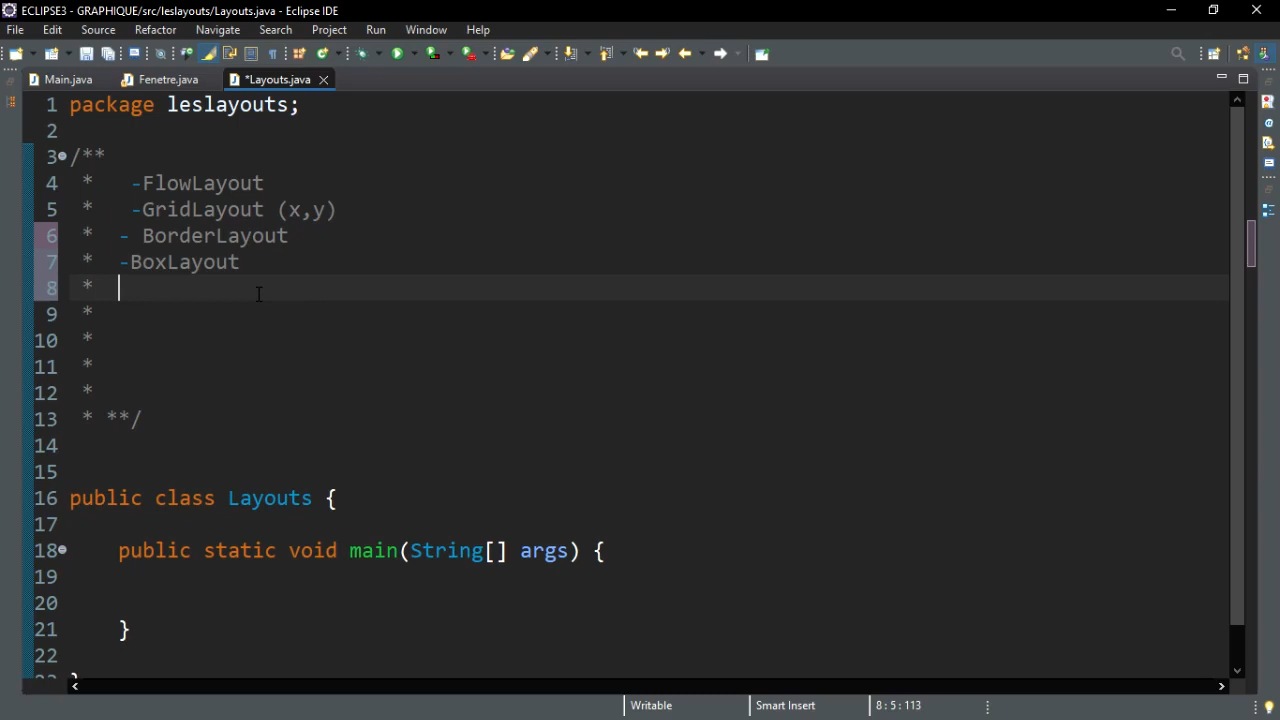 ECLIPSE3 - GRAPHIQUE/src/leslayouts/Layouts.java - Eclipse IDE
File Edit Source Refactor Navigate Search Project Run Window Help
Main.java Fenetre.java *Layouts.java
1 package leslayouts;
2
3 /**
4 * -FlowLayout
5 * -GridLayout (x,y)
6 * - BorderLayout
7 * -BoxLayout
8 *
9 *
10 *
11 *
12 *
13 * **/
14
15
16 public class Layouts {
17
18 public static void main(String[] args) {
19
20
21 }
22
Writable Smart Insert 8 : 5 : 113